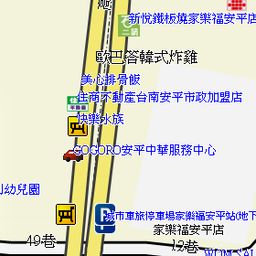 新悅鐵板燒家樂福安平店
歐巴答韓式炸雞
美心排骨飯
住商不動產台南安平市政加盟店
快樂水族
GOGORO安平中華服務中心
幼兒園
城市車旅停車場家樂福安平站(地下
家樂福安平店
49巷
12巷